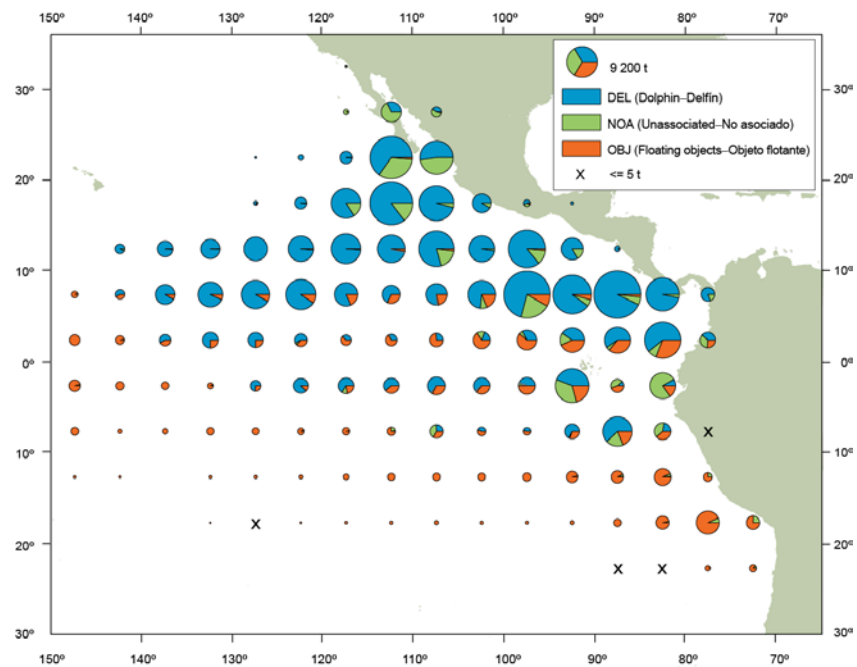 150º 140º 130º 120º 110º 100º 90º 80º 70º
30º 30º
9 200 t
DEL (Dolphin–Delfín)
NOA (Unassociated–No asociado)
OBJ (Floating objects–Objeto flotante)
x <= 5 t
20º 20º
10º 10º
0º 0º
x
10º 10º
x
20º 20º
x x
30º 30º
150º 140º 130º 120º 110º 100º 90º 80º 70º